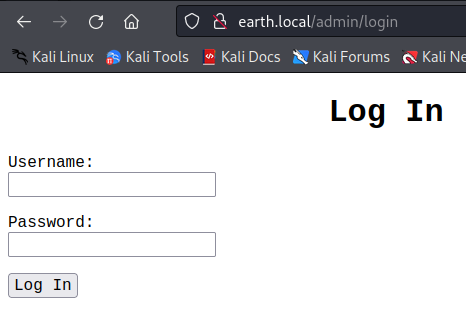 earth.local/admin/login
Kali Linux Kali Tools Kali Docs Kali Forums Kali Ne
Log In
Username:
Password:
Log In